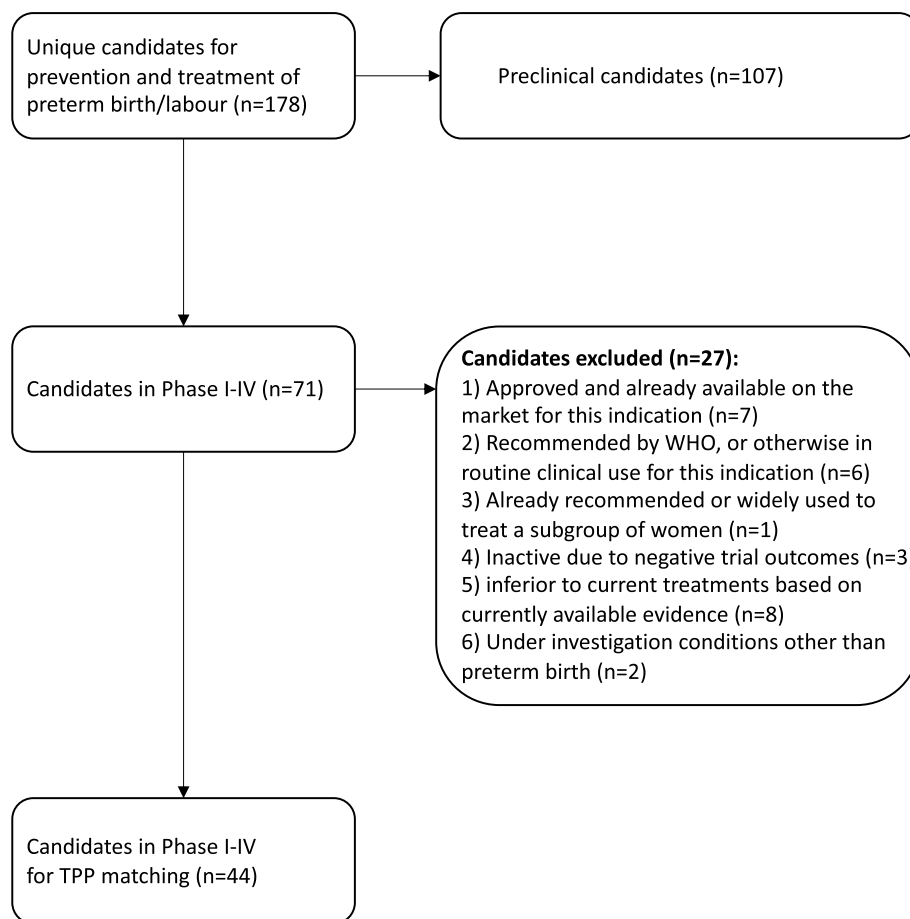 Unique candidates for
prevention and treatment of
preterm birth/labour (n=178)
Preclinical candidates (n=107)
Candidates in Phase I-IV (n=71)
Candidates excluded (n=27):
1) Approved and already available on the
market for this indication (n=7)
2) Recommended by WHO, or otherwise in
routine clinical use for this indication (n=6)
3) Already recommended or widely used to
treat a subgroup of women (n=1)
4) Inactive due to negative trial outcomes (n=3
5) inferior to current treatments based on
currently available evidence (n=8)
6) Under investigation conditions other than
preterm birth (n=2)
Candidates in Phase I-IV
for TPP matching (n=44)